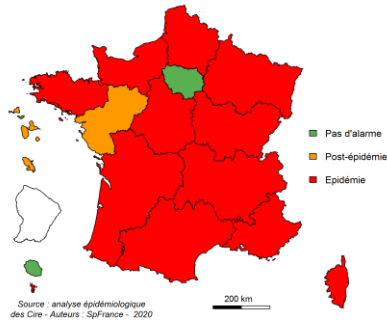 Pas d'alarme
Post-épidémie
Epidémie
200 km
Source : analyse épidémiologique
des Cire - Auteurs : SpFrance - 2020